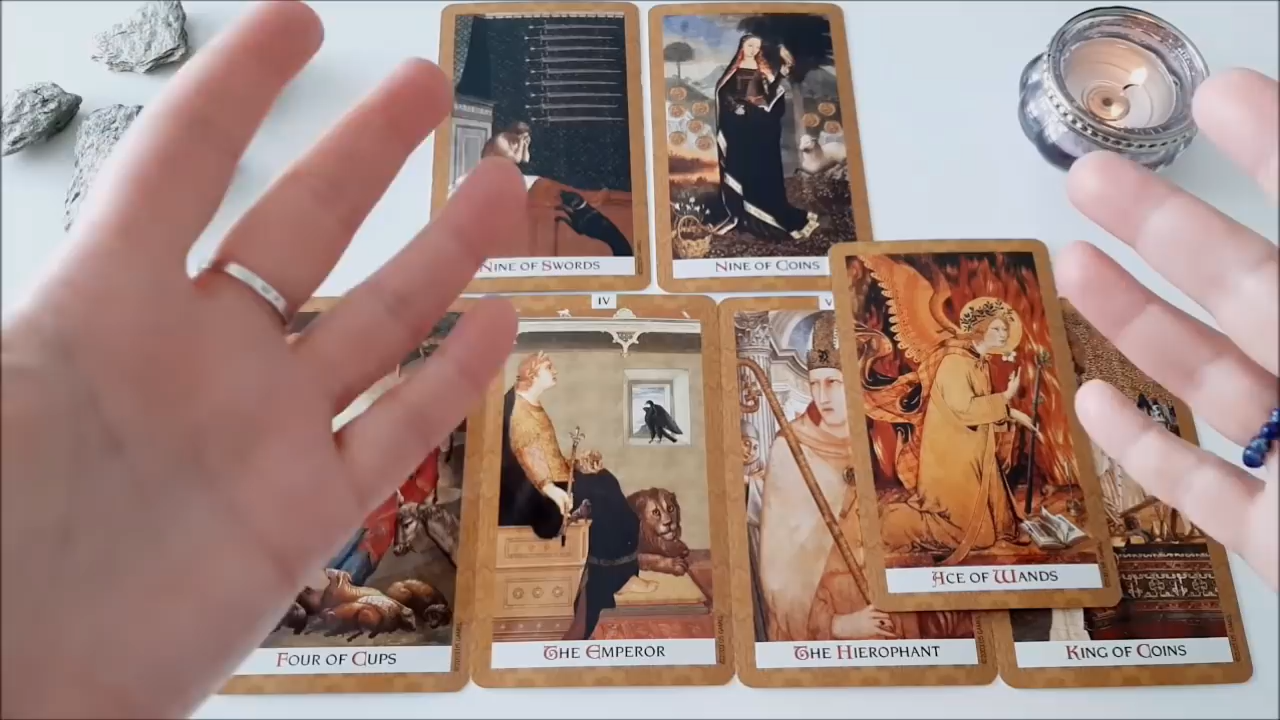 NINE OF SWORDS
NINE OF COINS
IV
V
ACE OF WANDS
FOUR OF CUPS
THE EMPEROR
THE HIEROPHANT
KING OF COINS